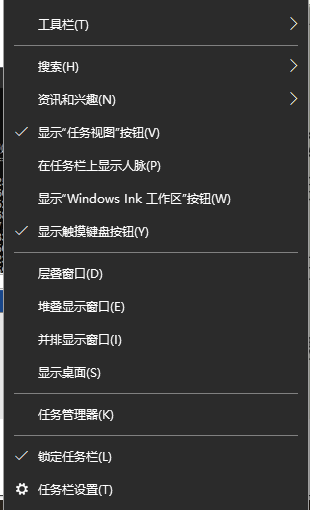 工具栏(T)
搜索(H)
资讯和兴趣(N)
显示"任务视图"按钮(V)
在任务栏上显示人脉(P)
显示"Windows Ink 工作区"按钮(W)
显示触摸键盘按钮(Y)
层叠窗口(D)
堆叠显示窗口(E)
并排显示窗口(I)
显示桌面(S)
任务管理器(K)
锁定任务栏(L)
任务栏设置(T)